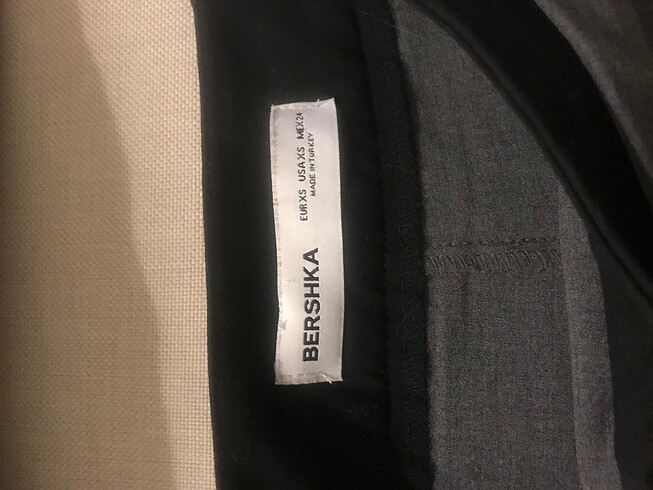 BERSHKA
EUR XS USA XS MEX 24
MADE IN TURKEY